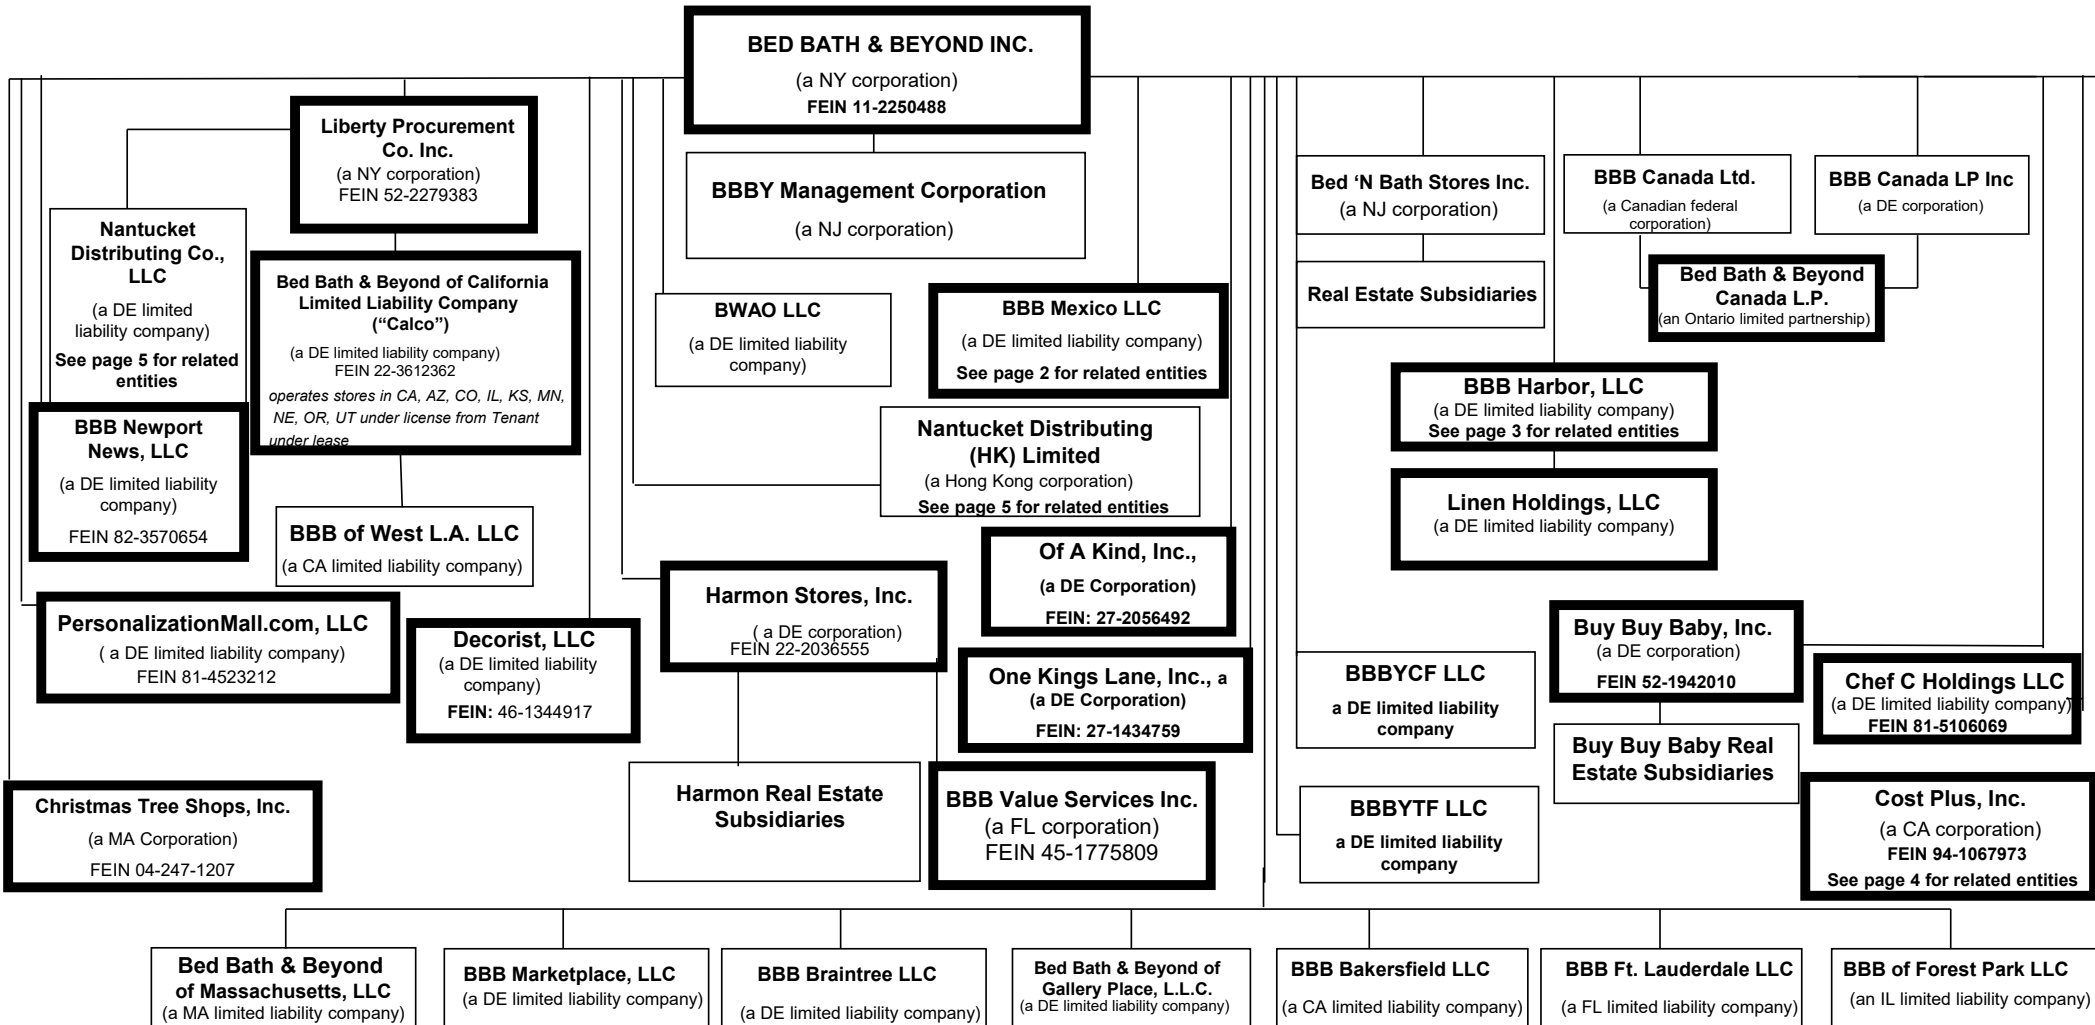 BED BATH & BEYOND INC.
(a NY corporation)
FEIN 11-2250488
Liberty Procurement
Co. Inc.
(a NY corporation)
FEIN 52-2279383
BBBY Management Corporation
(a NJ corporation)
Bed ‘N Bath Stores Inc.
(a NJ corporation)
BBB Canada Ltd.
(a Canadian federal
corporation)
BBB Canada LP Inc
(a DE corporation)
Nantucket
Distributing Co.,
LLC
(a DE limited
liability company)
See page 5 for related
entities
Bed Bath & Beyond of California
Limited Liability Company
(“Calco”)
(a DE limited liability company)
FEIN 22-3612362
operates stores in CA, AZ, CO, IL, KS, MN,
NE, OR, UT under license from Tenant
under lease
BWAO LLC
(a DE limited liability
company)
BBB Mexico LLC
(a DE limited liability company)
See page 2 for related entities
Real Estate Subsidiaries
Bed Bath & Beyond
Canada L.P.
(an Ontario limited partnership)
BBB Harbor, LLC
(a DE limited liability company)
See page 3 for related entities
BBB Newport
News, LLC
(a DE limited liability
company)
FEIN 82-3570654
Nantucket Distributing
(HK) Limited
(a Hong Kong corporation)
See page 5 for related entities
Linen Holdings, LLC
(a DE limited liability company)
BBB of West L.A. LLC
(a CA limited liability company)
Of A Kind, Inc.,
(a DE Corporation)
FEIN: 27-2056492
PersonalizationMall.com, LLC
( a DE limited liability company)
FEIN 81-4523212
Decorist, LLC
(a DE limited liability
company)
FEIN: 46-1344917
Harmon Stores, Inc.
( a DE corporation)
FEIN 22-2036555
One Kings Lane, Inc., a
(a DE Corporation)
FEIN: 27-1434759
BBBYCF LLC
a DE limited liability
company
Buy Buy Baby, Inc.
(a DE corporation)
FEIN 52-1942010
Chef C Holdings LLC
(a DE limited liability company)
FEIN 81-5106069
Buy Buy Baby Real
Estate Subsidiaries
Christmas Tree Shops, Inc.
(a MA Corporation)
FEIN 04-247-1207
Harmon Real Estate
Subsidiaries
BBB Value Services Inc.
(a FL corporation)
FEIN 45-1775809
BBBYTF LLC
a DE limited liability
company
Cost Plus, Inc.
(a CA corporation)
FEIN 94-1067973
See page 4 for related entities
Bed Bath & Beyond
of Massachusetts, LLC
(a MA limited liability company)
BBB Marketplace, LLC
(a DE limited liability company)
BBB Braintree LLC
(a DE limited liability company)
Bed Bath & Beyond of
Gallery Place, L.L.C.
(a DE limited liability company)
BBB Bakersfield LLC
(a CA limited liability company)
BBB Ft. Lauderdale LLC
(a FL limited liability company)
BBB of Forest Park LLC
(an IL limited liability company)